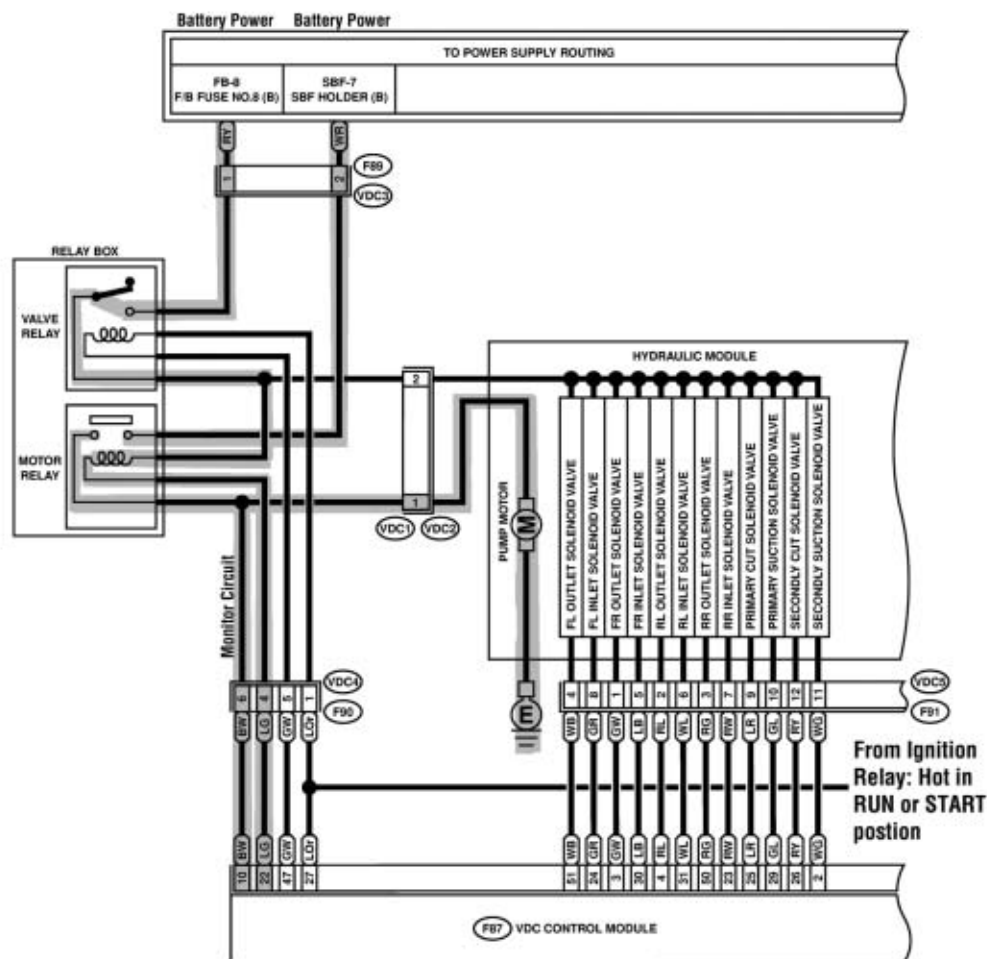 Battery Power Battery Power
TO POWER SUPPLY ROUTING
FB-8
F/B FUSE NO.8 (B)
SBF-7
SBF HOLDER (B)
RY WR
1 2
F89
VDC3
RELAY BOX
VALVE
RELAY
MOTOR
RELAY
2
1
VDC1 VDC2
HYDRAULIC MODULE
PUMP MOTOR
M
E
FL OUTLET SOLENOID VALVE
FL INLET SOLENOID VALVE
FR OUTLET SOLENOID VALVE
FR INLET SOLENOID VALVE
RL OUTLET SOLENOID VALVE
RL INLET SOLENOID VALVE
RR OUTLET SOLENOID VALVE
RR INLET SOLENOID VALVE
PRIMARY CUT SOLENOID VALVE
PRIMARY SUCTION SOLENOID VALVE
SECONDLY CUT SOLENOID VALVE
SECONDLY SUCTION SOLENOID VALVE
Monitor Circuit
6 4 5 1
VDC4
F90
BW LG GW LOr
4 8 1 5 2 6 3 7 9 10 12 11
VDC5
F91
WB GR GW LB RL WL RG RW LR GL RY WG
From Ignition
Relay: Hot in
RUN or START
postion
BW LG GW LOr
10 22 47 27
WB GR GW LB RL WL RG RW LR GL RY WG
51 24 3 30 4 31 50 23 25 29 26 2
F87 VDC CONTROL MODULE